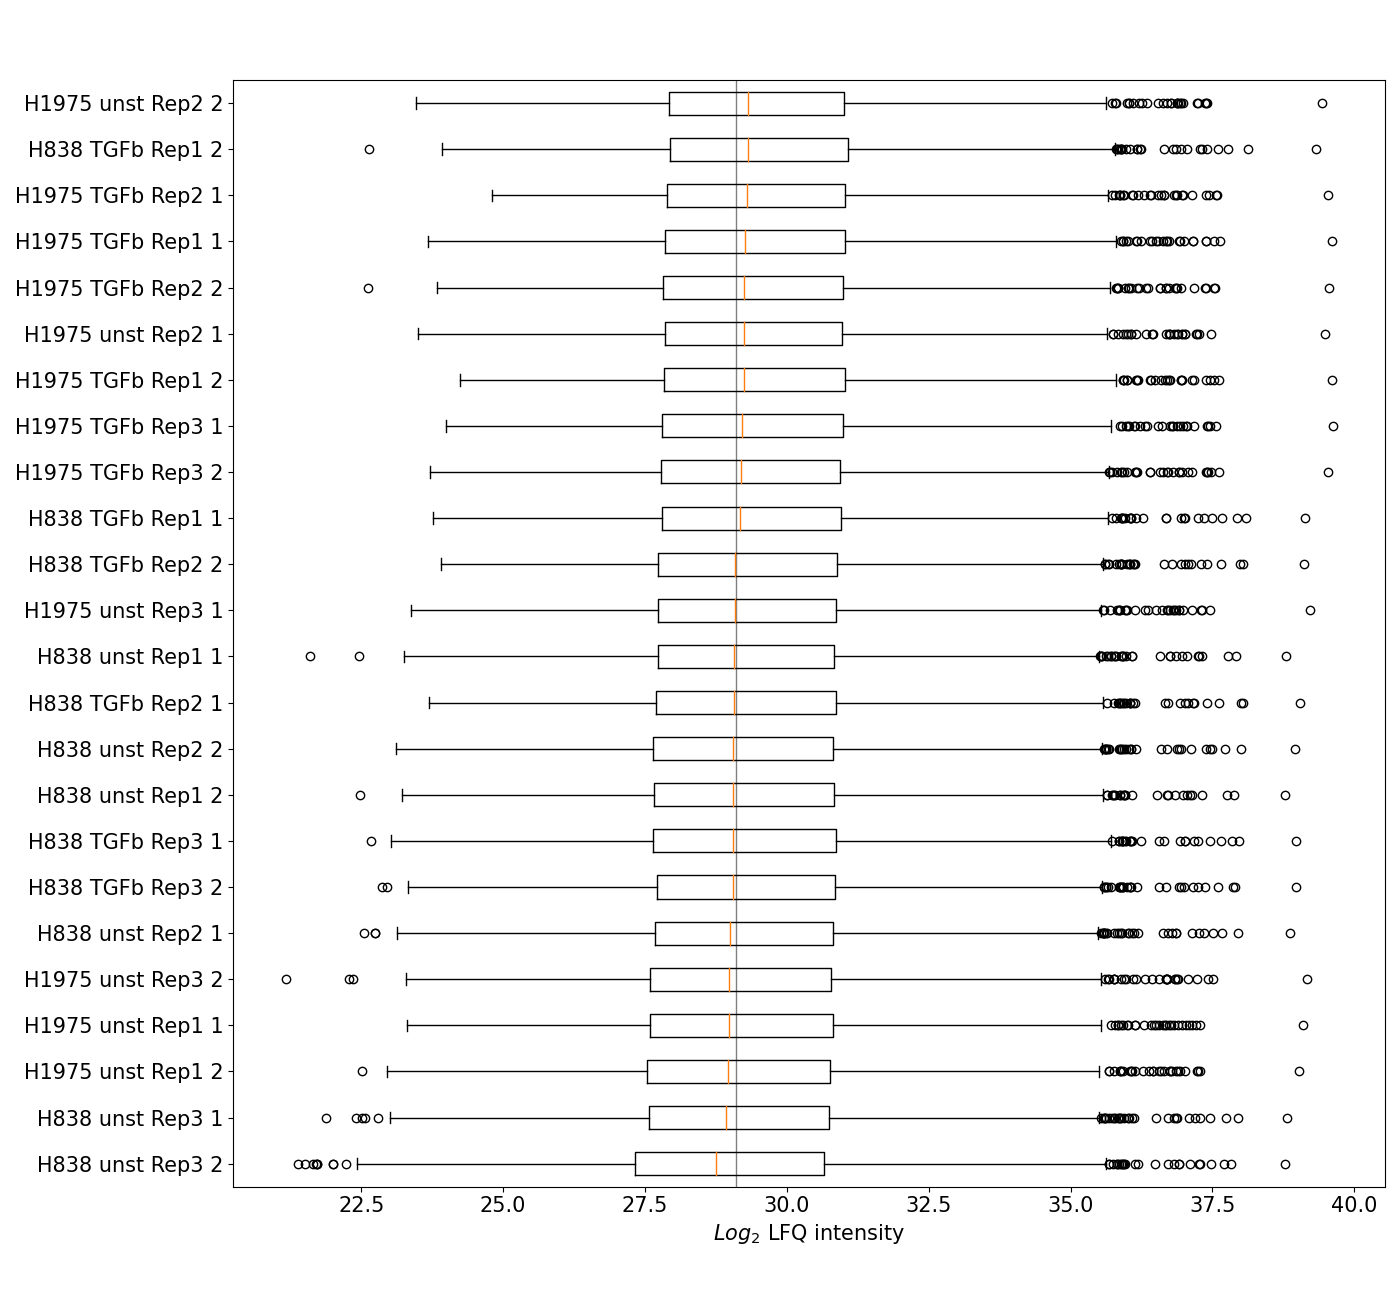 H1975 unst Rep2 2
H838 TGFb Rep1 2
H1975 TGFb Rep2 1
H1975 TGFb Rep1 1
H1975 TGFb Rep2 2
H1975 unst Rep2 1
H1975 TGFb Rep1 2
H1975 TGFb Rep3 1
H1975 TGFb Rep3 2
H838 TGFb Rep1 1
H838 TGFb Rep2 2
H1975 unst Rep3 1
H838 unst Rep1 1
H838 TGFb Rep2 1
H838 unst Rep2 2
H838 unst Rep1 2
H838 TGFb Rep3 1
H838 TGFb Rep3 2
H838 unst Rep2 1
H1975 unst Rep3 2
H1975 unst Rep1 1
H1975 unst Rep1 2
H838 unst Rep3 1
H838 unst Rep3 2
22.5 25.0 27.5 30.0 32.5 35.0 37.5 40.0
Log₂ LFQ intensity